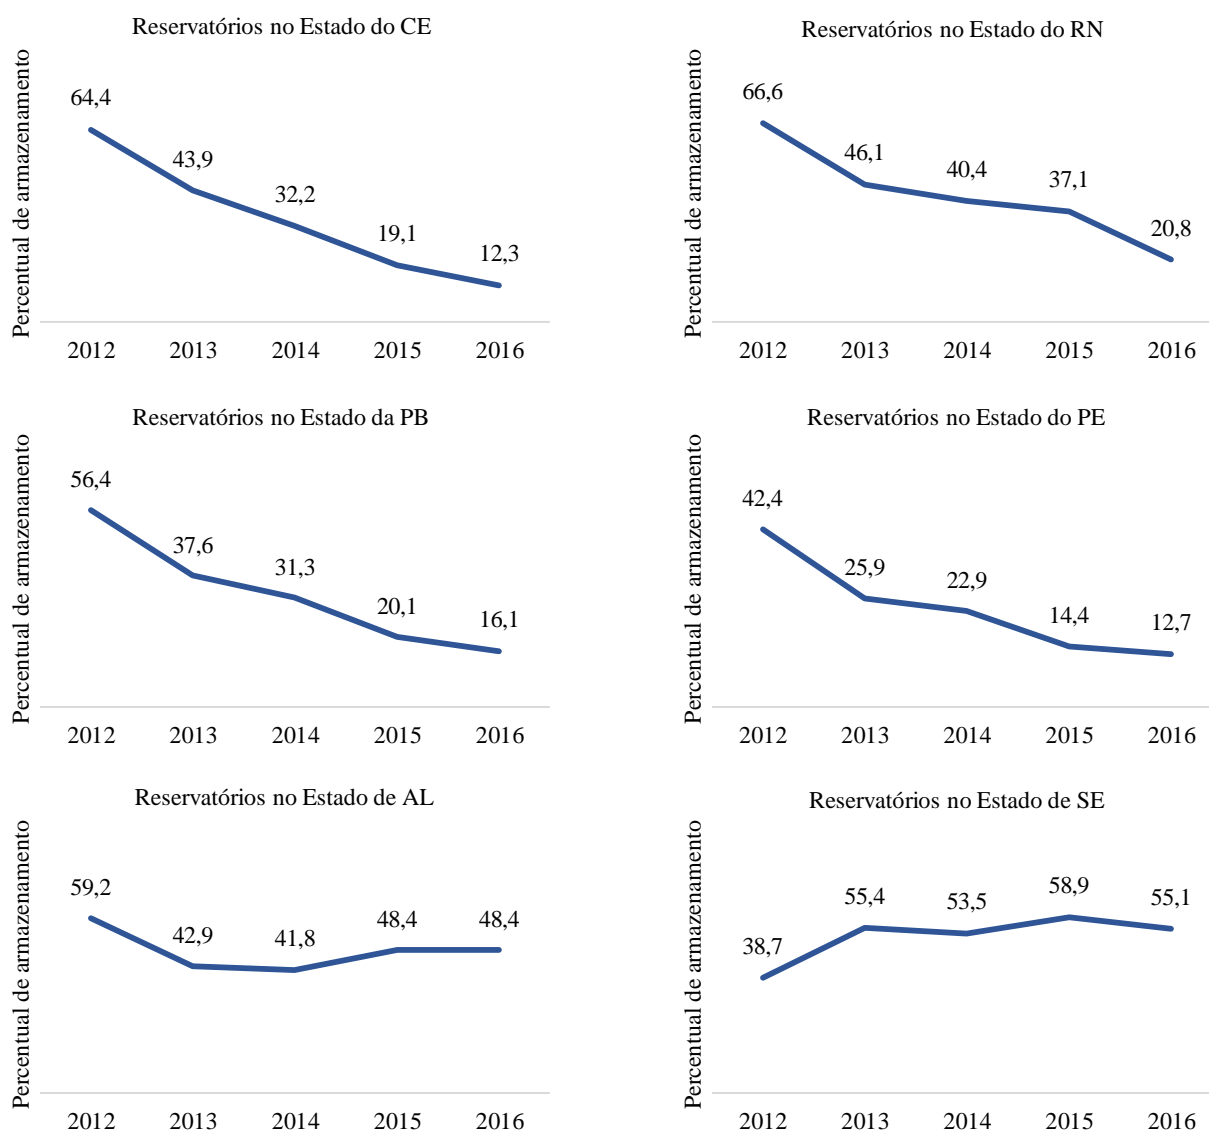 Reservatórios no Estado do CE
Percentual de armazenamento
64,4
43,9
32,2
19,1
12,3
2012 2013 2014 2015 2016
Reservatórios no Estado do RN
Percentual de armazenamento
66,6
46,1
40,4
37,1
20,8
2012 2013 2014 2015 2016
Reservatórios no Estado da PB
Percentual de armazenamento
56,4
37,6
31,3
20,1
16,1
2012 2013 2014 2015 2016
Reservatórios no Estado do PE
Percentual de armazenamento
42,4
25,9
22,9
14,4
12,7
2012 2013 2014 2015 2016
Reservatórios no Estado de AL
Percentual de armazenamento
59,2
42,9
41,8
48,4
48,4
2012 2013 2014 2015 2016
Reservatórios no Estado de SE
Percentual de armazenamento
38,7
55,4
53,5
58,9
55,1
2012 2013 2014 2015 2016